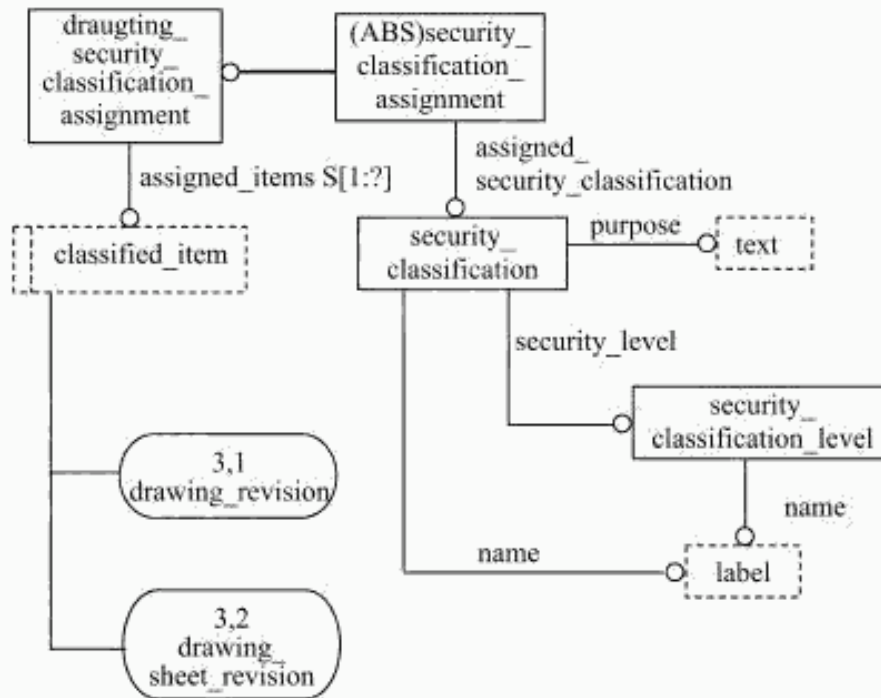 draugting_
security_
classification_
assignment
(ABS)security_
classification_
assignment
assigned_items S[1:?]
assigned_
security_classification
classified_item
security_
classification
purpose
text
security_level
security_
classification_level
3,1
drawing_revision
name
name
label
3,2
drawing_
sheet_revision